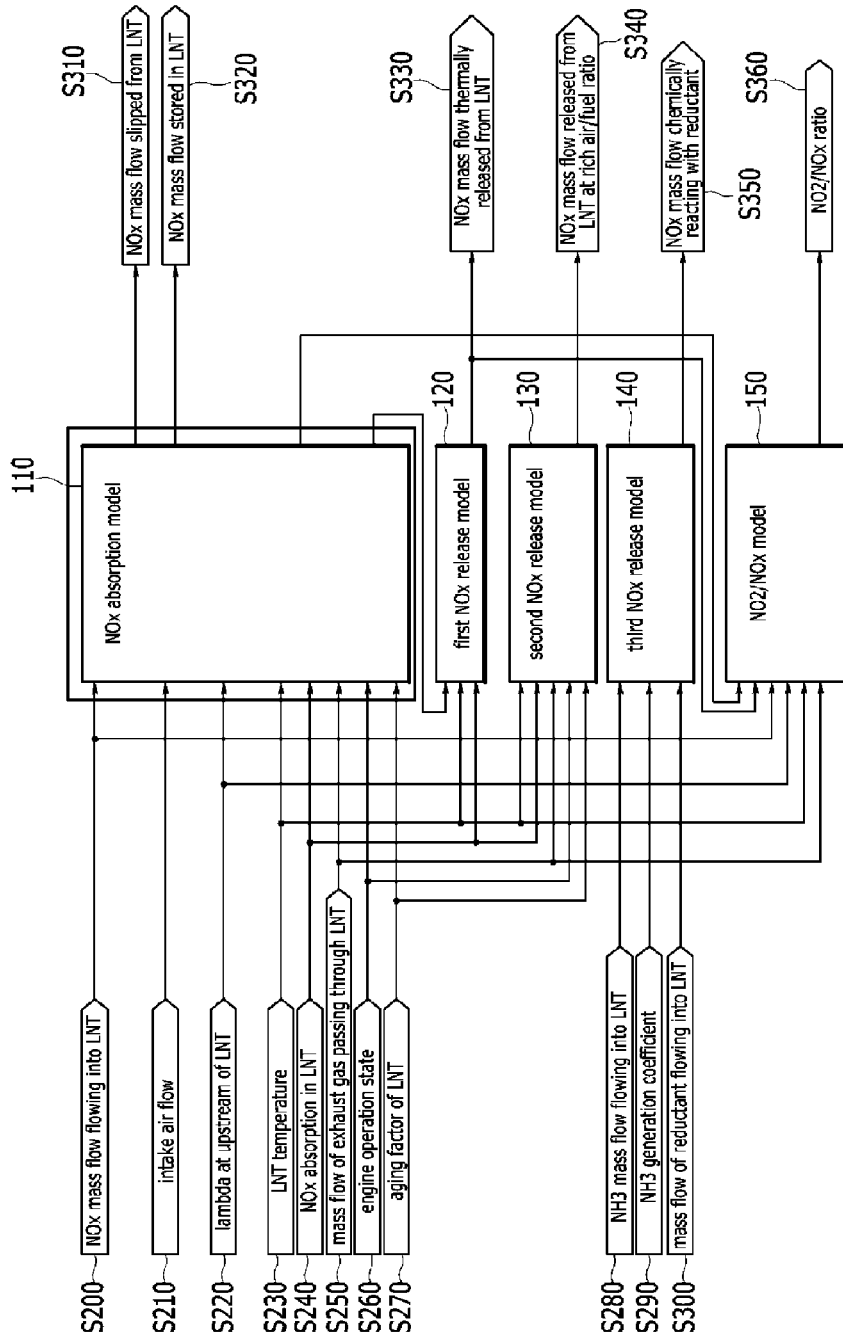 S200
NOx mass flow flowing into LNT
S210
intake air flow
S220
lambda at upstream of LNT
S230
LNT temperature
S240
NOx absorption in LNT
S250
mass flow of exhaust gas passing through LNT
S260
engine operation state
S270
aging factor of LNT
S280
NH3 mass flow flowing into LNT
S290
NH3 generation coefficient
S300
mass flow of reductant flowing into LNT
110
NOx absorption model
120
first NOx release model
130
second NOx release model
140
third NOx release model
150
NO2/NOx model
S310
NOx mass flow slipped from LNT
S320
NOx mass flow stored in LNT
S330
NOx mass flow thermally
released from LNT
S340
NOx mass flow released from
LNT at rich air/fuel ratio
NOx mass flow chemically
reacting with reductant
S350
S360
NO2/NOx ratio